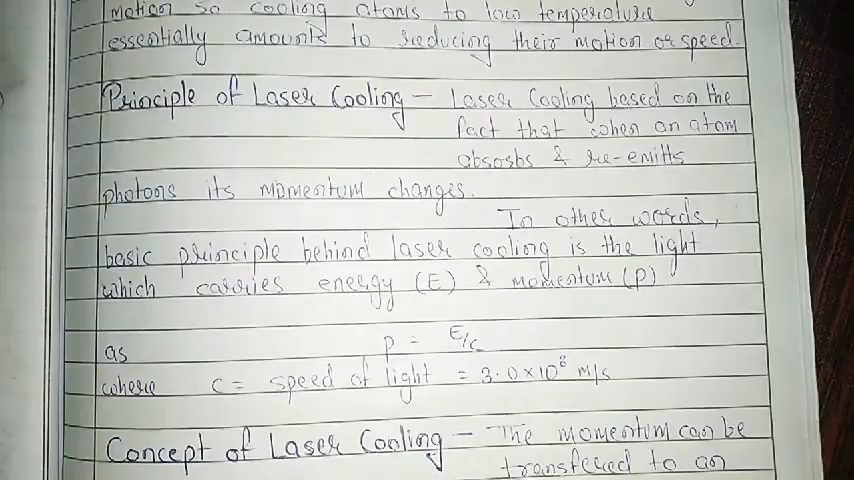 motion so cooling atoms to low temperature
essentially amounts to reducing their motion or speed.
Principle of Laser Cooling - Laser Cooling based on the
fact that when an atom
absosbs & re-emitts
photons its momentum changes.
In other words,
basic principle behind laser cooling is the light
which carries energy (E) & momentum (p)
as p = E/c
where c = speed of light = 3.0×10⁸ m/s
Concept of Laser Cooling - The momentum can be
transfered to an